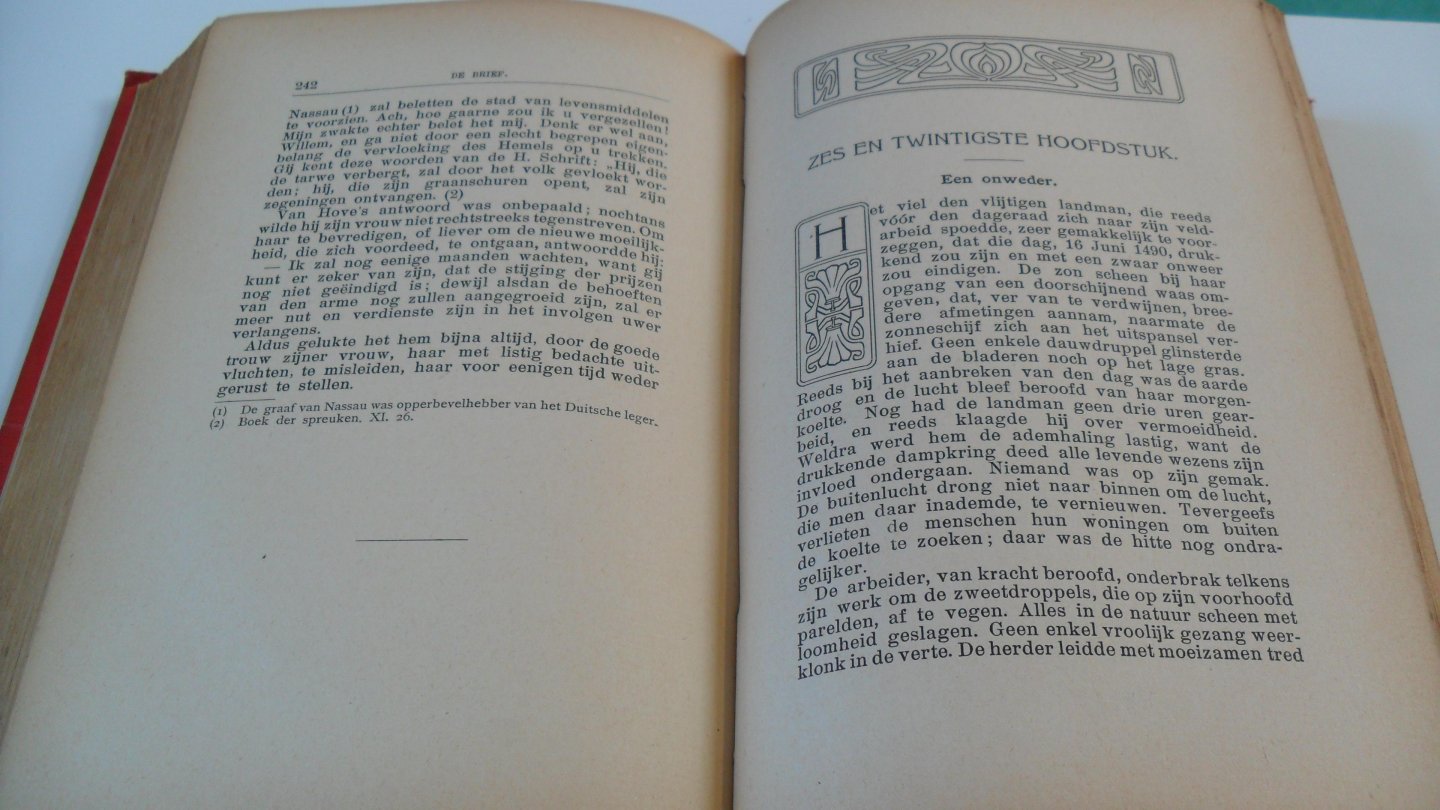 242
DE BRIEF.
Nassau (1) zal beletten de stad van levensmiddelen
te voorzien. Ach, hoe gaarne zou ik u vergezellen!
Mijn zwakte echter belet het mij. Denk er wel aan,
Willem, en ga niet door een slecht begrepen eigen-
belang de vervloeking des Hemels op u trekken.
Gij kent deze woorden van de H. Schrift: „Hij, die
de tarwe verbergt, zal door het volk gevloekt wor-
den; hij, die zijn graanschuren opent, zal zijn
zegeningen ontvangen. (2)
Van Hove's antwoord was onbepaald; nochtans
wilde hij zijn vrouw niet rechtstreeks tegenstreven. Om
haar te bevredigen, of liever om de nieuwe moeilijk-
heid, die zich voordeed, te ontgaan, antwoordde hij:
— Ik zal nog eenige maanden wachten, want gij
kunt er zeker van zijn, dat de stijging der prijzen
nog niet geëindigd is; dewijl alsdan de behoeften
van den arme nog zullen aangegroeid zijn, zal er
meer nut en verdienste zijn in het involgen uwer
verlangens.
Aldus gelukte het hem bijna altijd, door de goede
trouw zijner vrouw, haar met listig bedachte uit-
vluchten, te misleiden, haar voor eenigen tijd weder
gerust te stellen.
(1) De graaf van Nassau was opperbevelhebber van het Duitsche leger.
(2) Boek der spreuken. XI. 26.
ZES EN TWINTIGSTE HOOFDSTUK.
Een onweder.
Het viel den vlijtigen landman, die reeds
vóór den dageraad zich naar zijn veld-
arbeid spoedde, zeer gemakkelijk te voor-
zeggen, dat die dag, 16 Juni 1490, druk-
kend zou zijn en met een zwaar onweer
zou eindigen. De zon scheen bij haar
opgang van een doorschijnend waas om-
geven, dat, ver van te verdwijnen, bree-
dere afmetingen aannam, naarmate de
zonneschijf zich aan het uitspansel ver-
hief. Geen enkele dauwdruppel glinsterde
aan de bladeren noch op het lage gras.
Reeds bij het aanbreken van den dag was de aarde
droog en de lucht bleef beroofd van haar morgen-
koelte. Nog had de landman geen drie uren gear-
beid, en reeds klaagde hij over vermoeidheid.
Weldra werd hem de ademhaling lastig, want de
drukkende dampkring deed alle levende wezens zijn
invloed ondergaan. Niemand was op zijn gemak.
De buitenlucht drong niet naar binnen om de lucht,
die men daar inademde, te vernieuwen. Tevergeefs
verlieten de menschen hun woningen om buiten
de koelte te zoeken; daar was de hitte nog ondra-
gelijker.
De arbeider, van kracht beroofd, onderbrak telkens
zijn werk om de zweetdroppels, die op zijn voorhoofd
parelden, af te vegen. Alles in de natuur scheen met
loomheid geslagen. Geen enkel vroolijk gezang weer-
klonk in de verte. De herder leidde met moeizamen tred